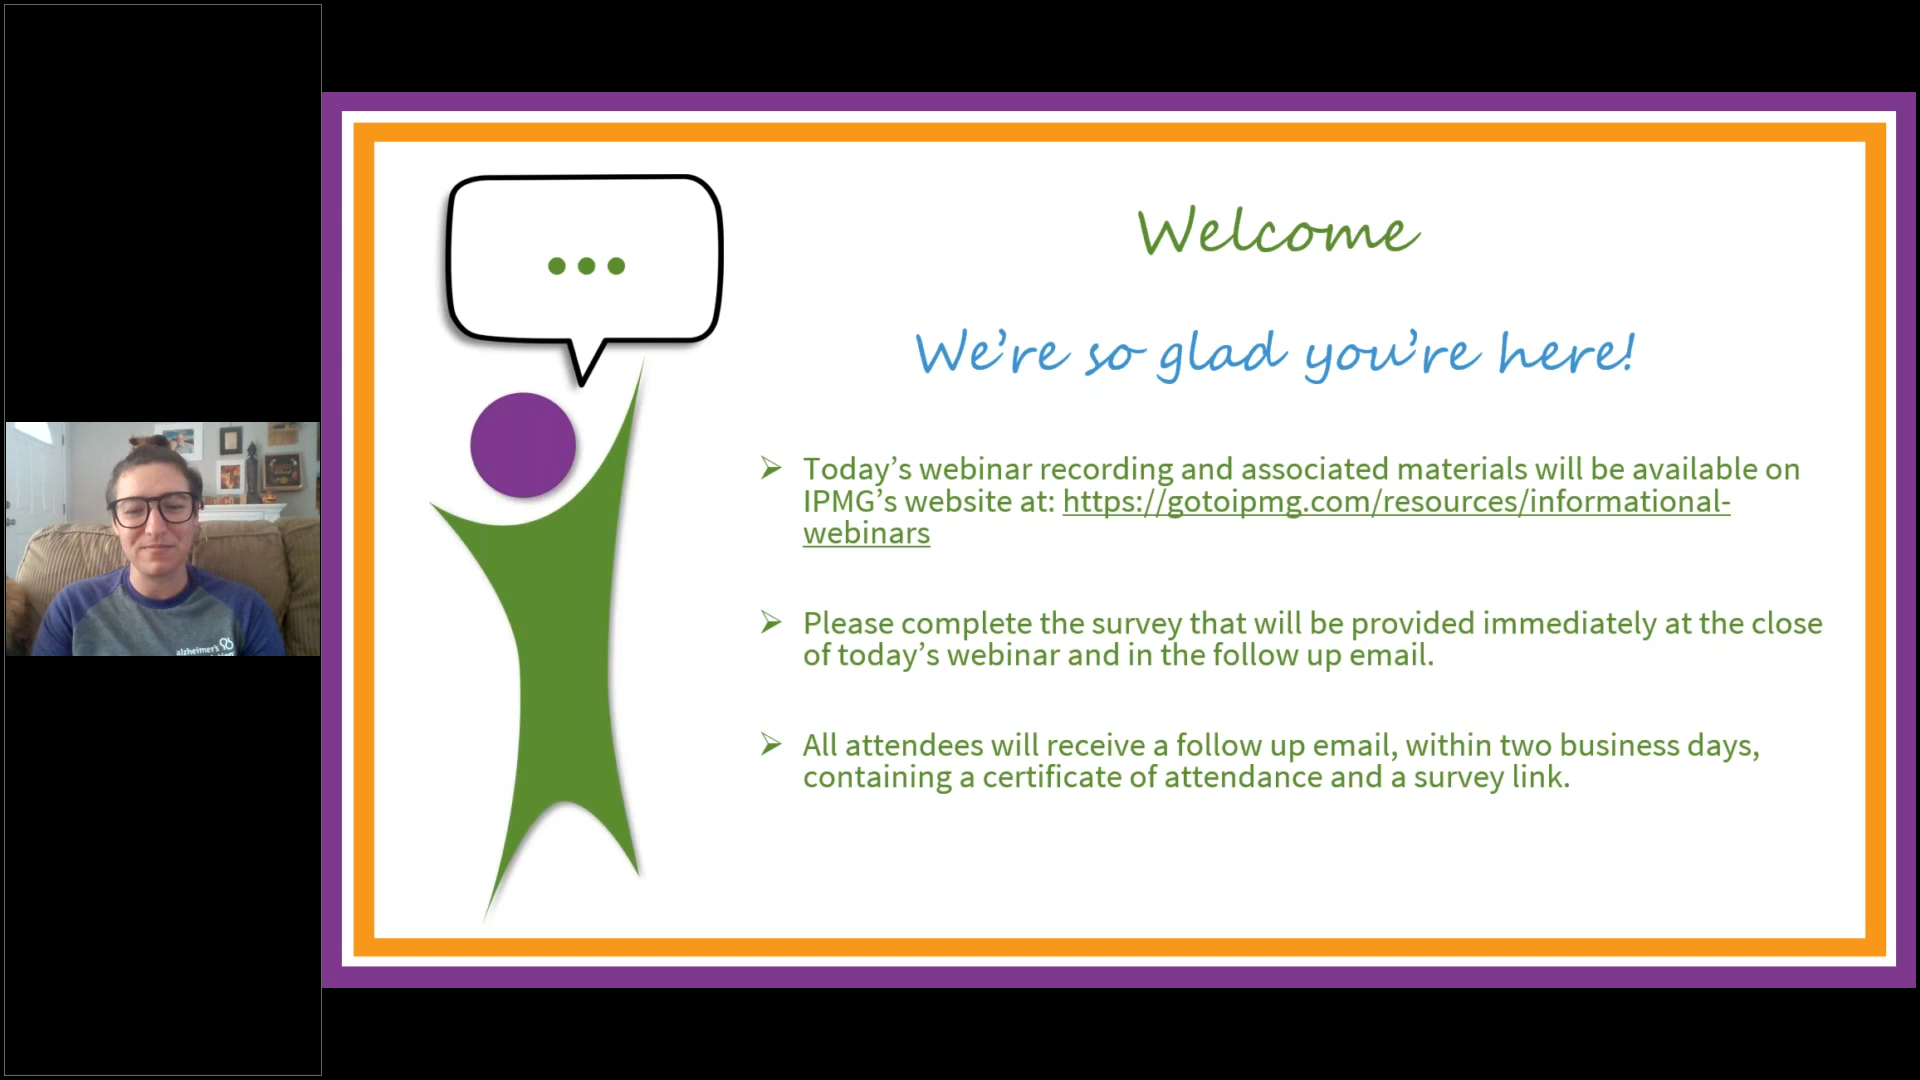 Welcome
We're so glad you're here!
➢ Today's webinar recording and associated materials will be available on
IPMG's website at: https://gotoipmg.com/resources/informational-
webinars
➢ Please complete the survey that will be provided immediately at the close
of today's webinar and in the follow up email.
➢ All attendees will receive a follow up email, within two business days,
containing a certificate of attendance and a survey link.
alzheimer's